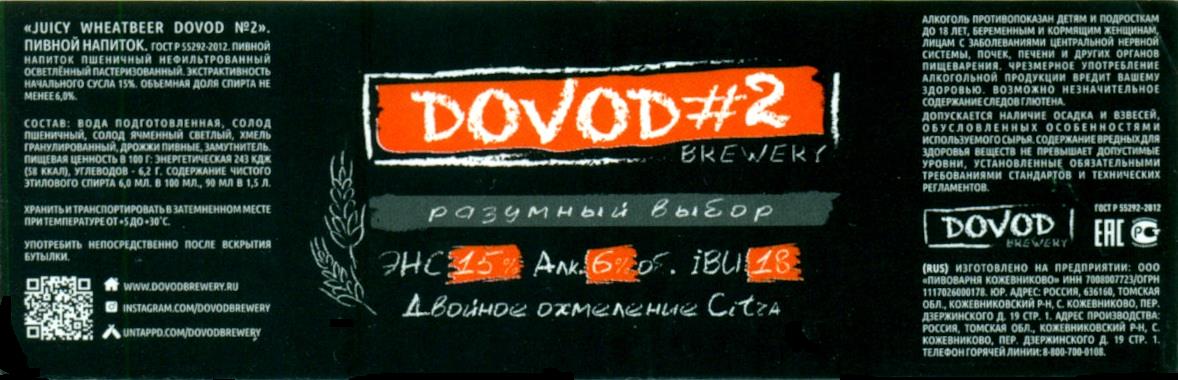 «JUICY WHEATBEER DOVOD №2».
ПИВНОЙ НАПИТОК. ГОСТ Р 55292-2012. ПИВНОЙ
НАПИТОК ПШЕНИЧНЫЙ НЕФИЛЬТРОВАННЫЙ
ОСВЕТЛЁННЫЙ ПАСТЕРИЗОВАННЫЙ. ЭКСТРАКТИВНОСТЬ
НАЧАЛЬНОГО СУСЛА 15%. ОБЪЕМНАЯ ДОЛЯ СПИРТА НЕ
МЕНЕЕ 6,0%.
СОСТАВ: ВОДА ПОДГОТОВЛЕННАЯ, СОЛОД
ПШЕНИЧНЫЙ, СОЛОД ЯЧМЕННЫЙ СВЕТЛЫЙ, ХМЕЛЬ
ГРАНУЛИРОВАННЫЙ, ДРОЖЖИ ПИВНЫЕ, ЗАМУТНИТЕЛЬ.
ПИЩЕВАЯ ЦЕННОСТЬ В 100 Г: ЭНЕРГЕТИЧЕСКАЯ 243 КДЖ
(58 ККАЛ), УГЛЕВОДОВ - 6,2 Г. СОДЕРЖАНИЕ ЧИСТОГО
ЭТИЛОВОГО СПИРТА 6,0 МЛ. В 100 МЛ., 90 МЛ В 1,5 Л.
ХРАНИТЬ И ТРАНСПОРТИРОВАТЬ В ЗАТЕМНЕННОМ МЕСТЕ
ПРИ ТЕМПЕРАТУРЕ ОТ +5 ДО +30˚С.
УПОТРЕБИТЬ НЕПОСРЕДСТВЕННО ПОСЛЕ ВСКРЫТИЯ
БУТЫЛКИ.
WWW.DOVODBREWERY.RU
INSTAGRAM.COM/DOVODBREWERY
UNTAPPD.COM/DOVODBREWERY
DOVOD#2
BREWERY
разумный выбор
ЭНС 15% Алк. 6% об. iBU 18
Двойное охмеление Citra
АЛКОГОЛЬ ПРОТИВОПОКАЗАН ДЕТЯМ И ПОДРОСТКАМ
ДО 18 ЛЕТ, БЕРЕМЕННЫМ И КОРМЯЩИМ ЖЕНЩИНАМ,
ЛИЦАМ С ЗАБОЛЕВАНИЯМИ ЦЕНТРАЛЬНОЙ НЕРВНОЙ
СИСТЕМЫ, ПОЧЕК, ПЕЧЕНИ И ДРУГИХ ОРГАНОВ
ПИЩЕВАРЕНИЯ. ЧРЕЗМЕРНОЕ УПОТРЕБЛЕНИЕ
АЛКОГОЛЬНОЙ ПРОДУКЦИИ ВРЕДИТ ВАШЕМУ
ЗДОРОВЬЮ. ВОЗМОЖНО НЕЗНАЧИТЕЛЬНОЕ
СОДЕРЖАНИЕ СЛЕДОВ ГЛЮТЕНА.
ДОПУСКАЕТСЯ НАЛИЧИЕ ОСАДКА И ВЗВЕСЕЙ,
ОБУСЛОВЛЕННЫХ ОСОБЕННОСТЯМИ
ИСПОЛЬЗУЕМОГО СЫРЬЯ. СОДЕРЖАНИЕ ВРЕДНЫХ ДЛЯ
ЗДОРОВЬЯ ВЕЩЕСТВ НЕ ПРЕВЫШАЕТ ДОПУСТИМЫЕ
УРОВНИ, УСТАНОВЛЕННЫЕ ОБЯЗАТЕЛЬНЫМИ
ТРЕБОВАНИЯМИ СТАНДАРТОВ И ТЕХНИЧЕСКИХ
РЕГЛАМЕНТОВ.
ГОСТ Р 55292-2012
DOVOD
BREWERY
ЕАС РС
(RUS) ИЗГОТОВЛЕНО НА ПРЕДПРИЯТИИ: ООО
«ПИВОВАРНЯ КОЖЕВНИКОВО» ИНН 7008007723/ОГРН
1117026000178. ЮР. АДРЕС: РОССИЯ, 636160, ТОМСКАЯ
ОБЛ., КОЖЕВНИКОВСКИЙ Р-Н, С. КОЖЕВНИКОВО, ПЕР.
ДЗЕРЖИНСКОГО Д. 19 СТР. 1. АДРЕС ПРОИЗВОДСТВА:
РОССИЯ, ТОМСКАЯ ОБЛ., КОЖЕВНИКОВСКИЙ Р-Н, С.
КОЖЕВНИКОВО, ПЕР. ДЗЕРЖИНСКОГО Д. 19 СТР. 1.
ТЕЛЕФОН ГОРЯЧЕЙ ЛИНИИ: 8-800-700-0108.